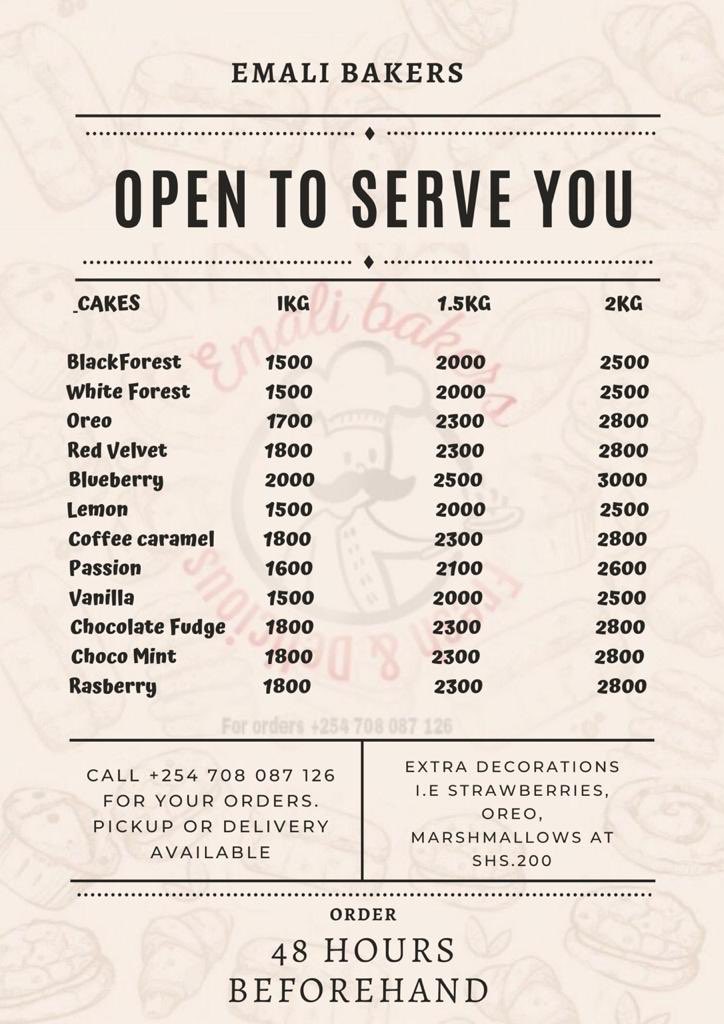 EMALI BAKERS
OPEN TO SERVE YOU
_CAKES 1KG 1.5KG 2KG
BlackForest 1500 2000 2500
White Forest 1500 2000 2500
Oreo 1700 2300 2800
Red Velvet 1800 2300 2800
Blueberry 2000 2500 3000
Lemon 1500 2000 2500
Coffee caramel 1800 2300 2800
Passion 1600 2100 2600
Vanilla 1500 2000 2500
Chocolate Fudge 1800 2300 2800
Choco Mint 1800 2300 2800
Rasberry 1800 2300 2800
Emali bakers
Fresh & Delicious
For orders +254 708 087 126
CALL +254 708 087 126
FOR YOUR ORDERS.
PICKUP OR DELIVERY
AVAILABLE
EXTRA DECORATIONS
I.E STRAWBERRIES,
OREO,
MARSHMALLOWS AT
SHS.200
ORDER
48 HOURS
BEFOREHAND